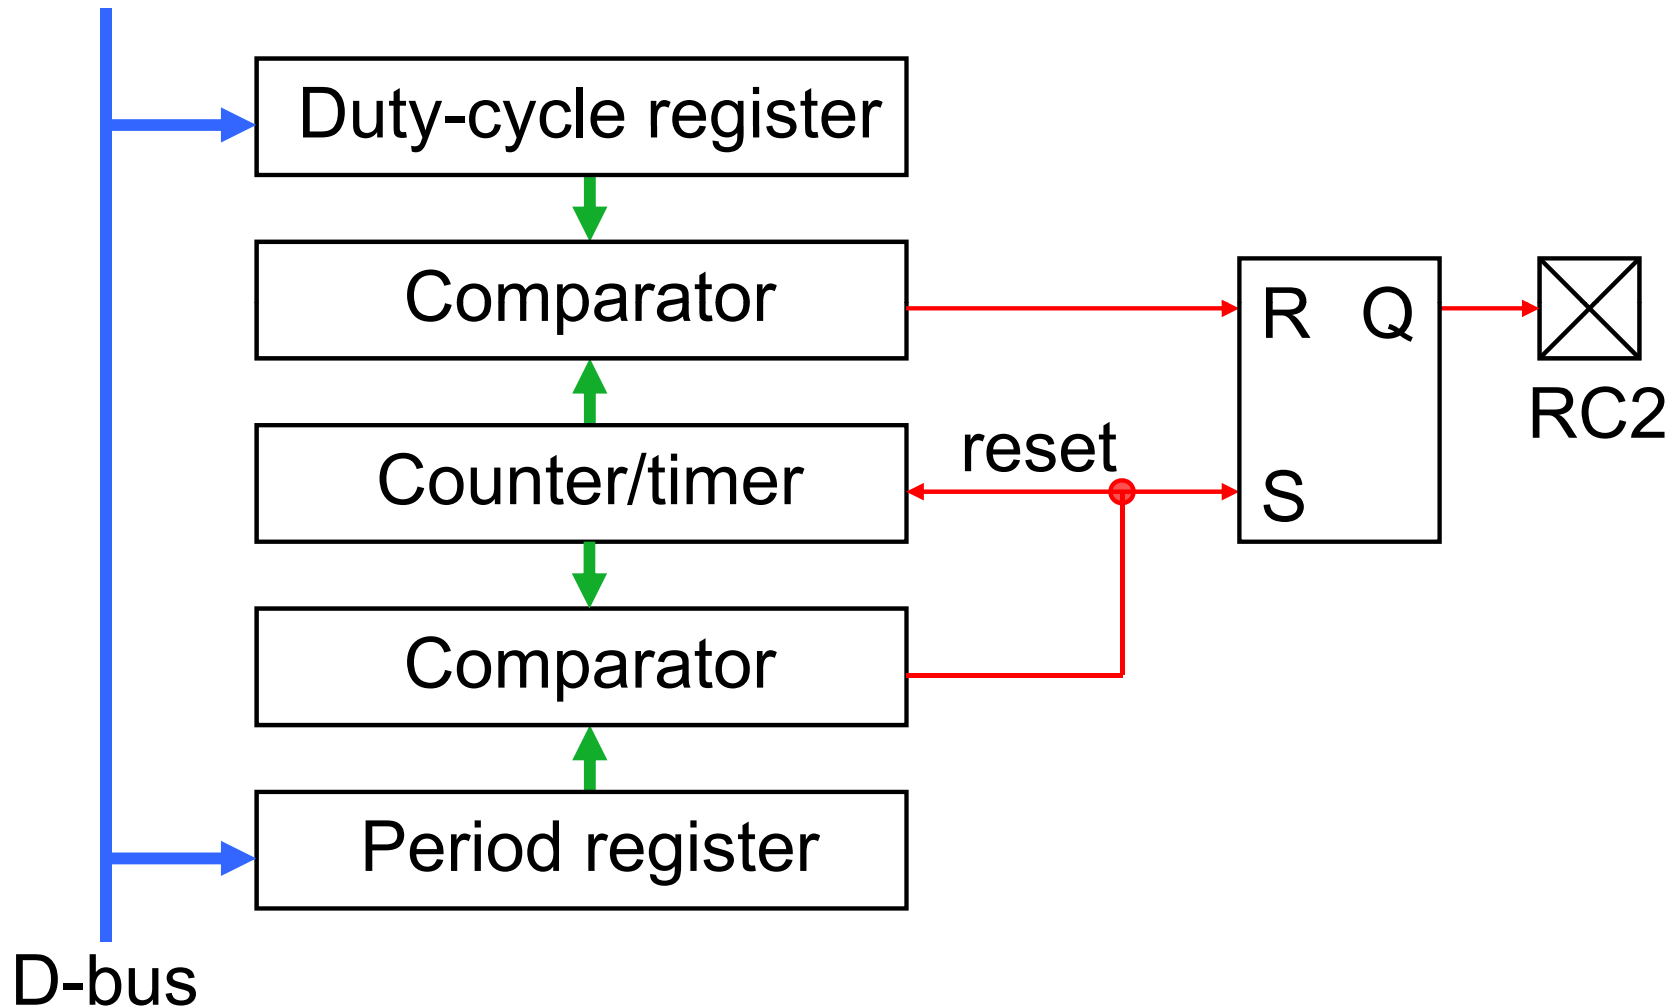 Duty-cycle register
Comparator
R Q
RC2
Counter/timer
reset
S
Comparator
Period register
D-bus